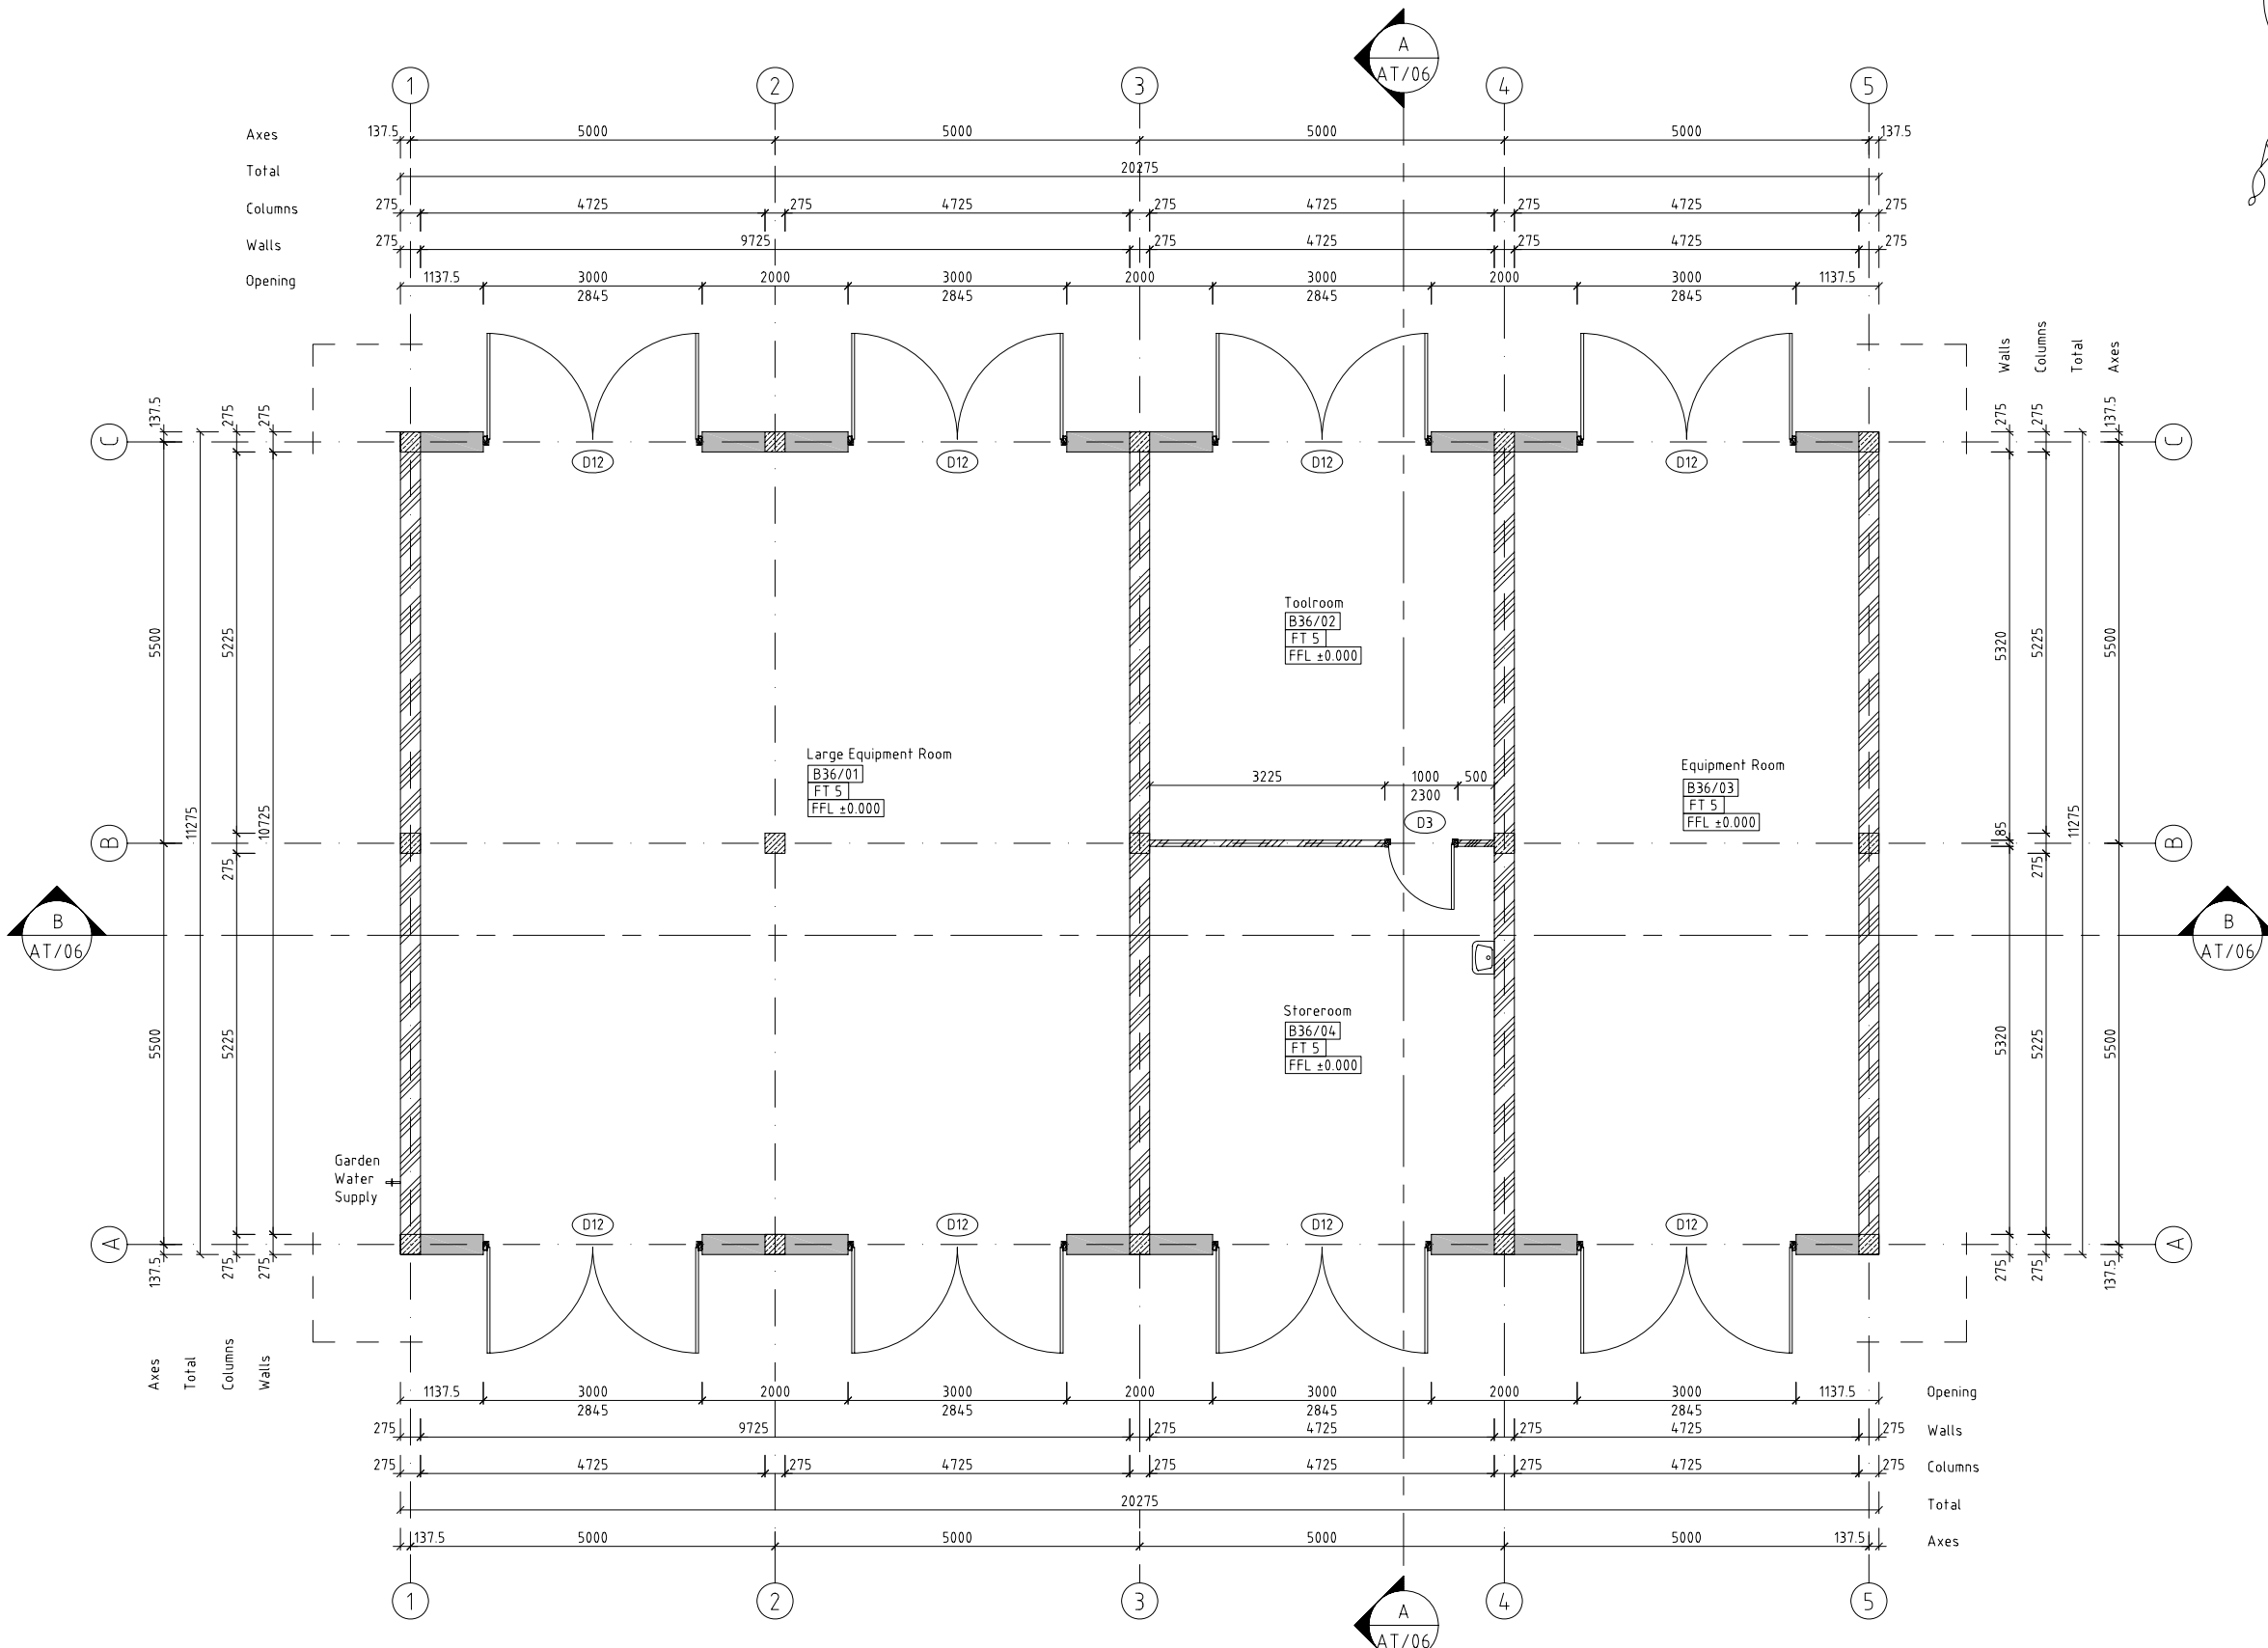 A
AT/06
1 2 3 4 5
Axes 137.5 5000 5000 5000 5000 137.5
Total 20275
Columns 275 4725 275 4725 275 4725 275 4725 275
Walls 275 9725 275 4725 275 4725 275
Opening 1137.5 3000 2000 3000 2000 3000 2000 3000 1137.5
2845 2845 2845 2845
Walls Columns Total Axes
137.5 275 275
275 275 137.5
C C
D12 D12 D12 D12
Toolroom
B36/02
FT 5
FFL ±0.000
5500 5225
5320 5225 5500
Large Equipment Room
B36/01
FT 5
FFL ±0.000
Equipment Room
B36/03
FT 5
FFL ±0.000
3225 1000 500
2300
D3
11275 10725
85 11275
B B
275
275
B
AT/06
B
AT/06
Storeroom
B36/04
FT 5
FFL ±0.000
5500 5225
5320 5225 5500
Garden
Water
Supply
D12 D12 D12 D12
A A
137.5 275 275
275 275 137.5
Axes Total Columns Walls
1137.5 3000 2000 3000 2000 3000 2000 3000 1137.5 Opening
2845 2845 2845 2845
275 9725 275 4725 275 4725 275 Walls
275 4725 275 4725 275 4725 275 4725 275 Columns
20275 Total
137.5 5000 5000 5000 5000 137.5 Axes
1 2 3 4 5
A
AT/06